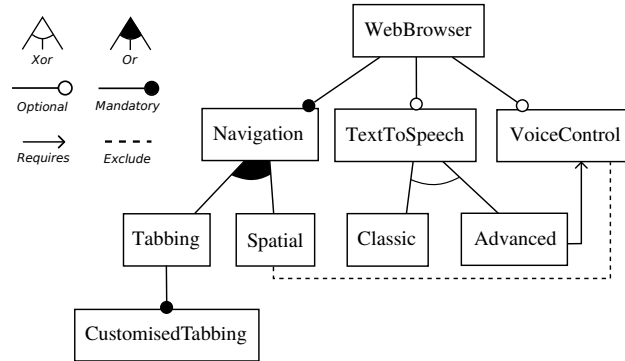 WebBrowser
Xor
Or
Optional
Mandatory
Navigation
TextToSpeech
VoiceControl
Requires
Exclude
Tabbing
Spatial
Classic
Advanced
CustomisedTabbing